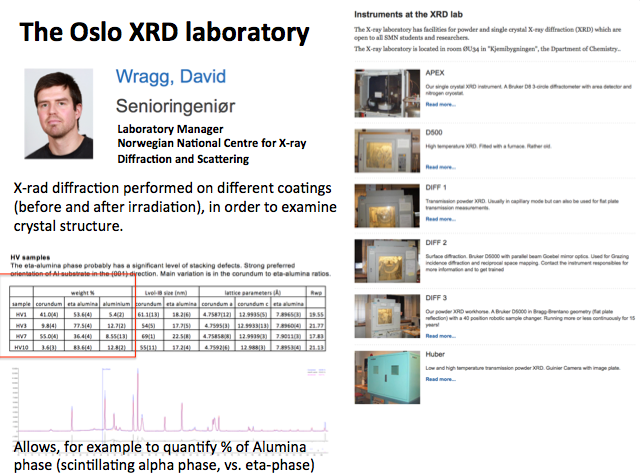 The Oslo XRD laboratory
Wragg, David
Senioringeniør
Laboratory Manager
Norwegian National Centre for X-ray
Diffraction and Scattering
X-rad diffraction performed on different coatings
(before and after irradiation), in order to examine
crystal structure.
HV samples
The eta-alumina phase probably has a significant level of stacking defects. Strong preferred
orientation of Al substrate in the (001) direction. Main variation is in the corundum to eta-alumina ratios.
weight % Lvol-IB size (nm) lattice parameters (Å) Rwp
sample corundum eta alumina aluminium corundum eta alumina corundum a corundum c eta alumina
HV1 41.0(4) 53.6(4) 5.4(2) 61.1(13) 18.2(6) 4.7587(12) 12.9935(5) 7.8965(3) 19.55
HV3 9.8(4) 77.5(4) 12.7(2) 54(5) 17.7(5) 4.7595(3) 12.9933(13) 7.8960(4) 21.77
HV7 55.0(4) 36.4(4) 8.55(13) 69(1) 22.5(8) 4.75858(8) 12.9939(3) 7.9011(3) 17.83
HV10 3.6(3) 83.6(4) 12.8(2) 55(11) 17.2(4) 4.7592(6) 12.988(3) 7.8953(4) 21.13
Allows, for example to quantify % of Alumina
phase (scintillating alpha phase, vs. eta-phase)
Instruments at the XRD lab
The X-ray laboratory has facilities for powder and single crystal X-ray diffraction (XRD) which are
open to all SMN students and researchers.
The X-ray laboratory is located in room ØU34 in "Kjemibygningen", the Dpartment of Chemistry..
APEX
Our single crystal XRD instrument. A Bruker D8 3-circle diffractometer with area detector and
nitrogen cryostat.
Read more...
D500
High temperature XRD. Fitted with a furnace. Rather old.
Read more...
DIFF 1
Transmission powder XRD. Usually in capillary mode but can also be used for flat plate
transmission measurements.
Read more...
DIFF 2
Surface diffraction. Bruker D5000 with parallel beam Goebel mirror optics. Used for Grazing
incidence diffraction and reciprocal space mapping. Contact the instrument responsibles for
more information and to get trained
DIFF 3
Our powder XRD workhorse. A Bruker D5000 in Bragg-Brentano geometry (flat plate
reflection) with a 40 position robotic sample changer. Running more or less continuously for 15
years!
Read more...
Huber
Low and high temperature transmission powder XRD. Guinier Camera with image plate.
Read more...